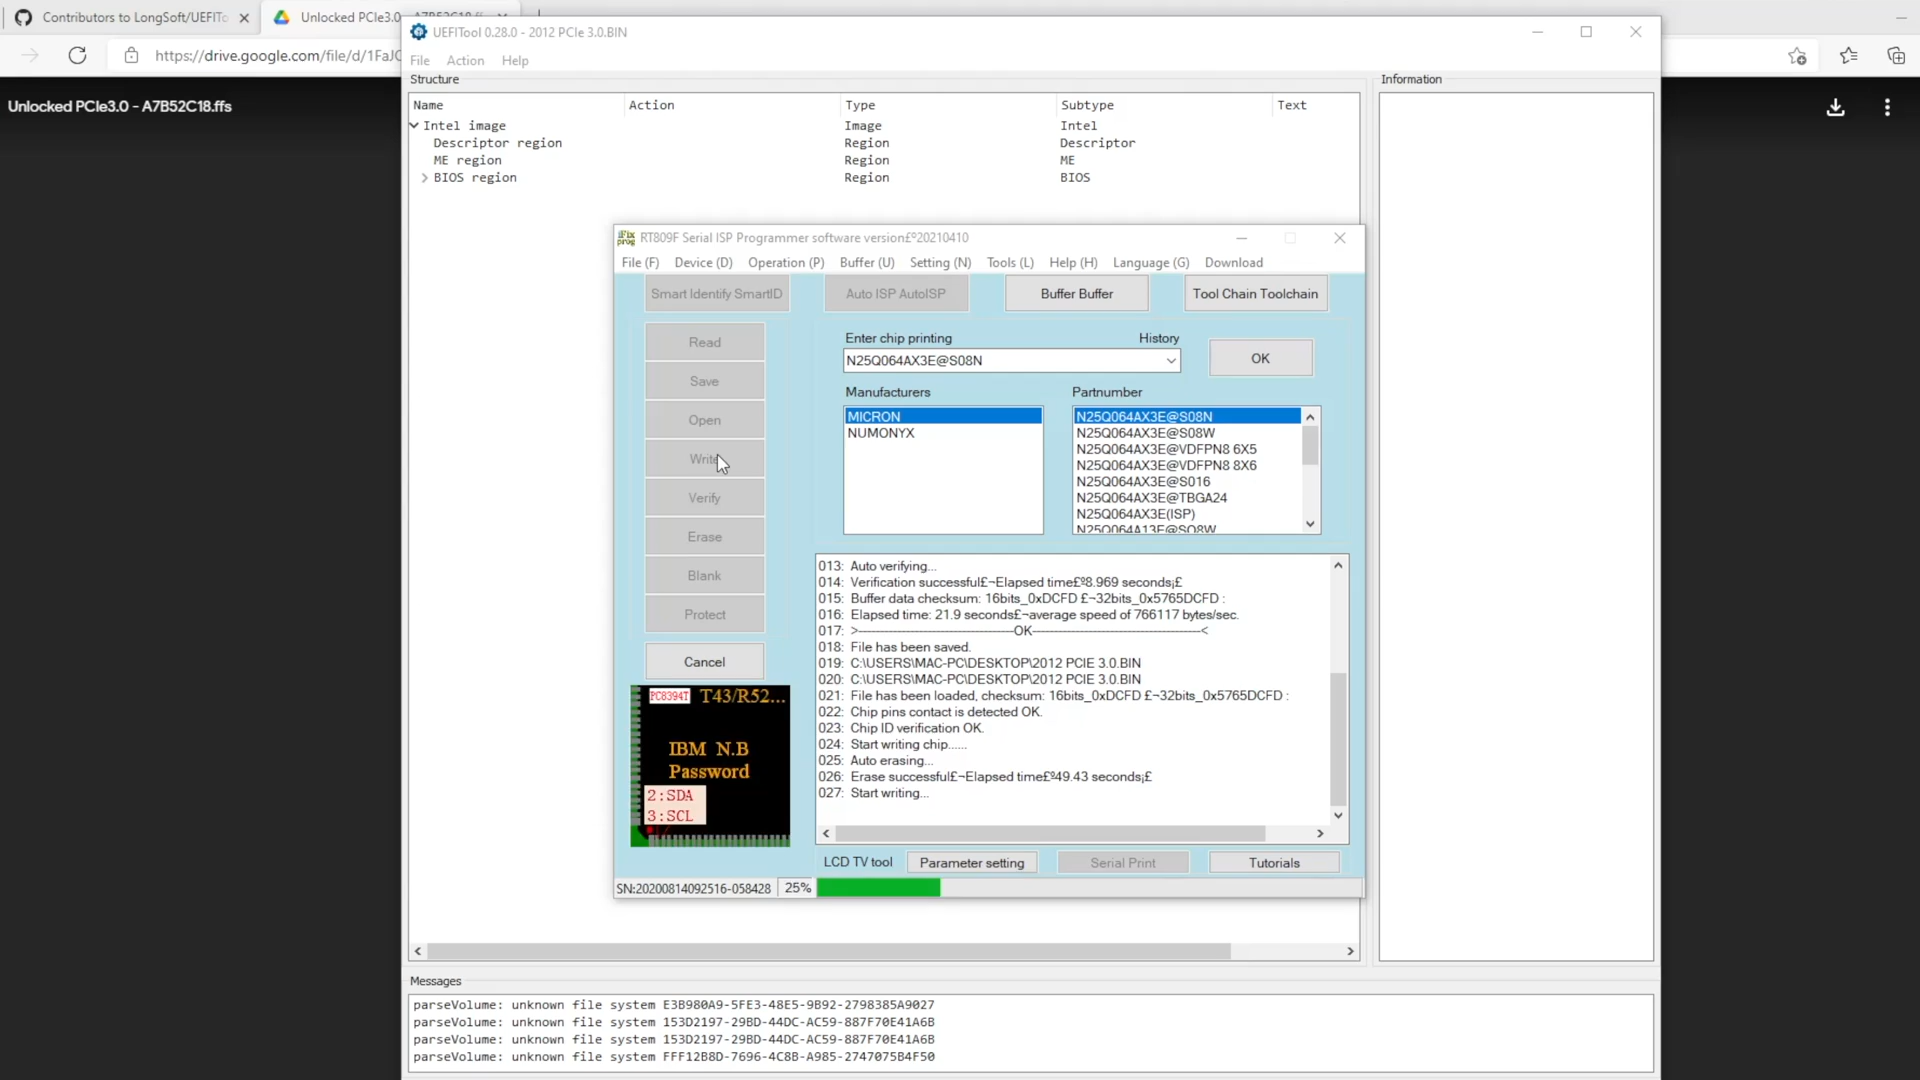 Contributors to LongSoft/UEFITo
Unlocked PCIe3.0
https://drive.google.com/file/d/1FaJC
Unlocked PCIe3.0 - A7B52C18.ffs
UEFITool 0.28.0 - 2012 PCIe 3.0.BIN
File Action Help
Structure
Information
Name Action Type Subtype Text
Intel image Image Intel
Descriptor region Region Descriptor
ME region Region ME
BIOS region Region BIOS
iFix prog
RT809F Serial ISP Programmer software version£º20210410
File (F) Device (D) Operation (P) Buffer (U) Setting (N) Tools (L) Help (H) Language (G) Download
Smart Identify SmartID
Auto ISP AutoISP
Buffer Buffer
Tool Chain Toolchain
Read
Save
Open
Write
Verify
Erase
Blank
Protect
Cancel
Enter chip printing
History
N25Q064AX3E@S08N
OK
Manufacturers
Partnumber
MICRON
NUMONYX
N25Q064AX3E@S08N
N25Q064AX3E@S08W
N25Q064AX3E@VDFPN8 6X5
N25Q064AX3E@VDFPN8 8X6
N25Q064AX3E@S016
N25Q064AX3E@TBGA24
N25Q064AX3E(ISP)
N25Q064A13E@SO8W
013: Auto verifying...
014: Verification successful£¬Elapsed time£º8.969 seconds¡£
015: Buffer data checksum: 16bits_0xDCFD £¬32bits_0x5765DCFD :
016: Elapsed time: 21.9 seconds£¬average speed of 766117 bytes/sec.
017: >----------------------------------OK----------------------------------<
018: File has been saved.
019: C:\USERS\MAC-PC\DESKTOP\2012 PCIE 3.0.BIN
020: C:\USERS\MAC-PC\DESKTOP\2012 PCIE 3.0.BIN
021: File has been loaded, checksum: 16bits_0xDCFD £¬32bits_0x5765DCFD :
022: Chip pins contact is detected OK.
023: Chip ID verification OK.
024: Start writing chip......
025: Auto erasing...
026: Erase successful£¬Elapsed time£º49.43 seconds¡£
027: Start writing...
PC8394T T43/R52...
IBM N.B
Password
2:SDA
3:SCL
LCD TV tool
Parameter setting
Serial Print
Tutorials
SN:20200814092516-058428 25%
Messages
parseVolume: unknown file system E3B980A9-5FE3-48E5-9B92-2798385A9027
parseVolume: unknown file system 153D2197-29BD-44DC-AC59-887F70E41A6B
parseVolume: unknown file system 153D2197-29BD-44DC-AC59-887F70E41A6B
parseVolume: unknown file system FFF12B8D-7696-4C8B-A985-2747075B4F50